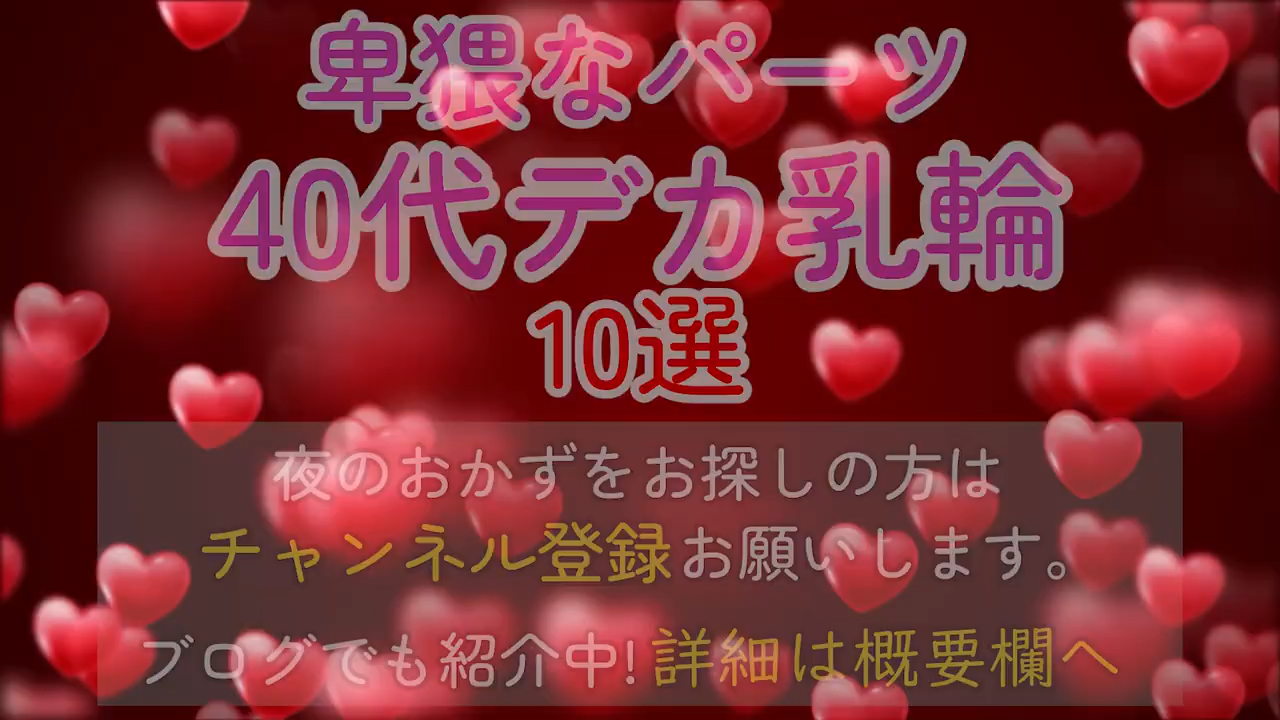 卑猥なパーツ
40代デカ乳輪
10選
夜のおかずをお探しの方は
チャンネル登録お願いします。
ブログでも紹介中!詳細は概要欄へ